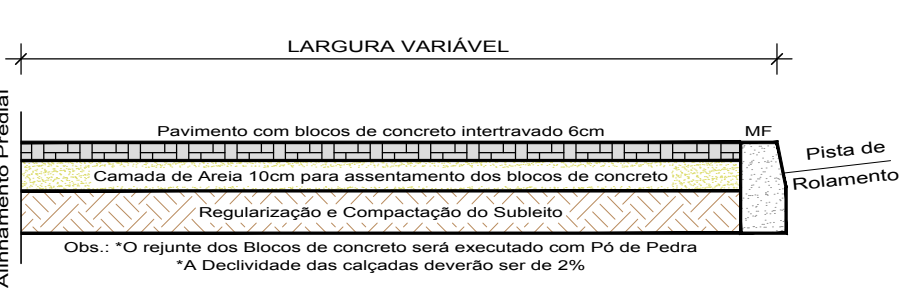 LARGURA VARIÁVEL
Alinhamento Predial
Pavimento com blocos de concreto intertravado 6cm
MF
Pista de
Rolamento
Camada de Areia 10cm para assentamento dos blocos de concreto
Regularização e Compactação do Subleito
Obs.: *O rejunte dos Blocos de concreto será executado com Pó de Pedra
*A Declividade das calçadas deverão ser de 2%